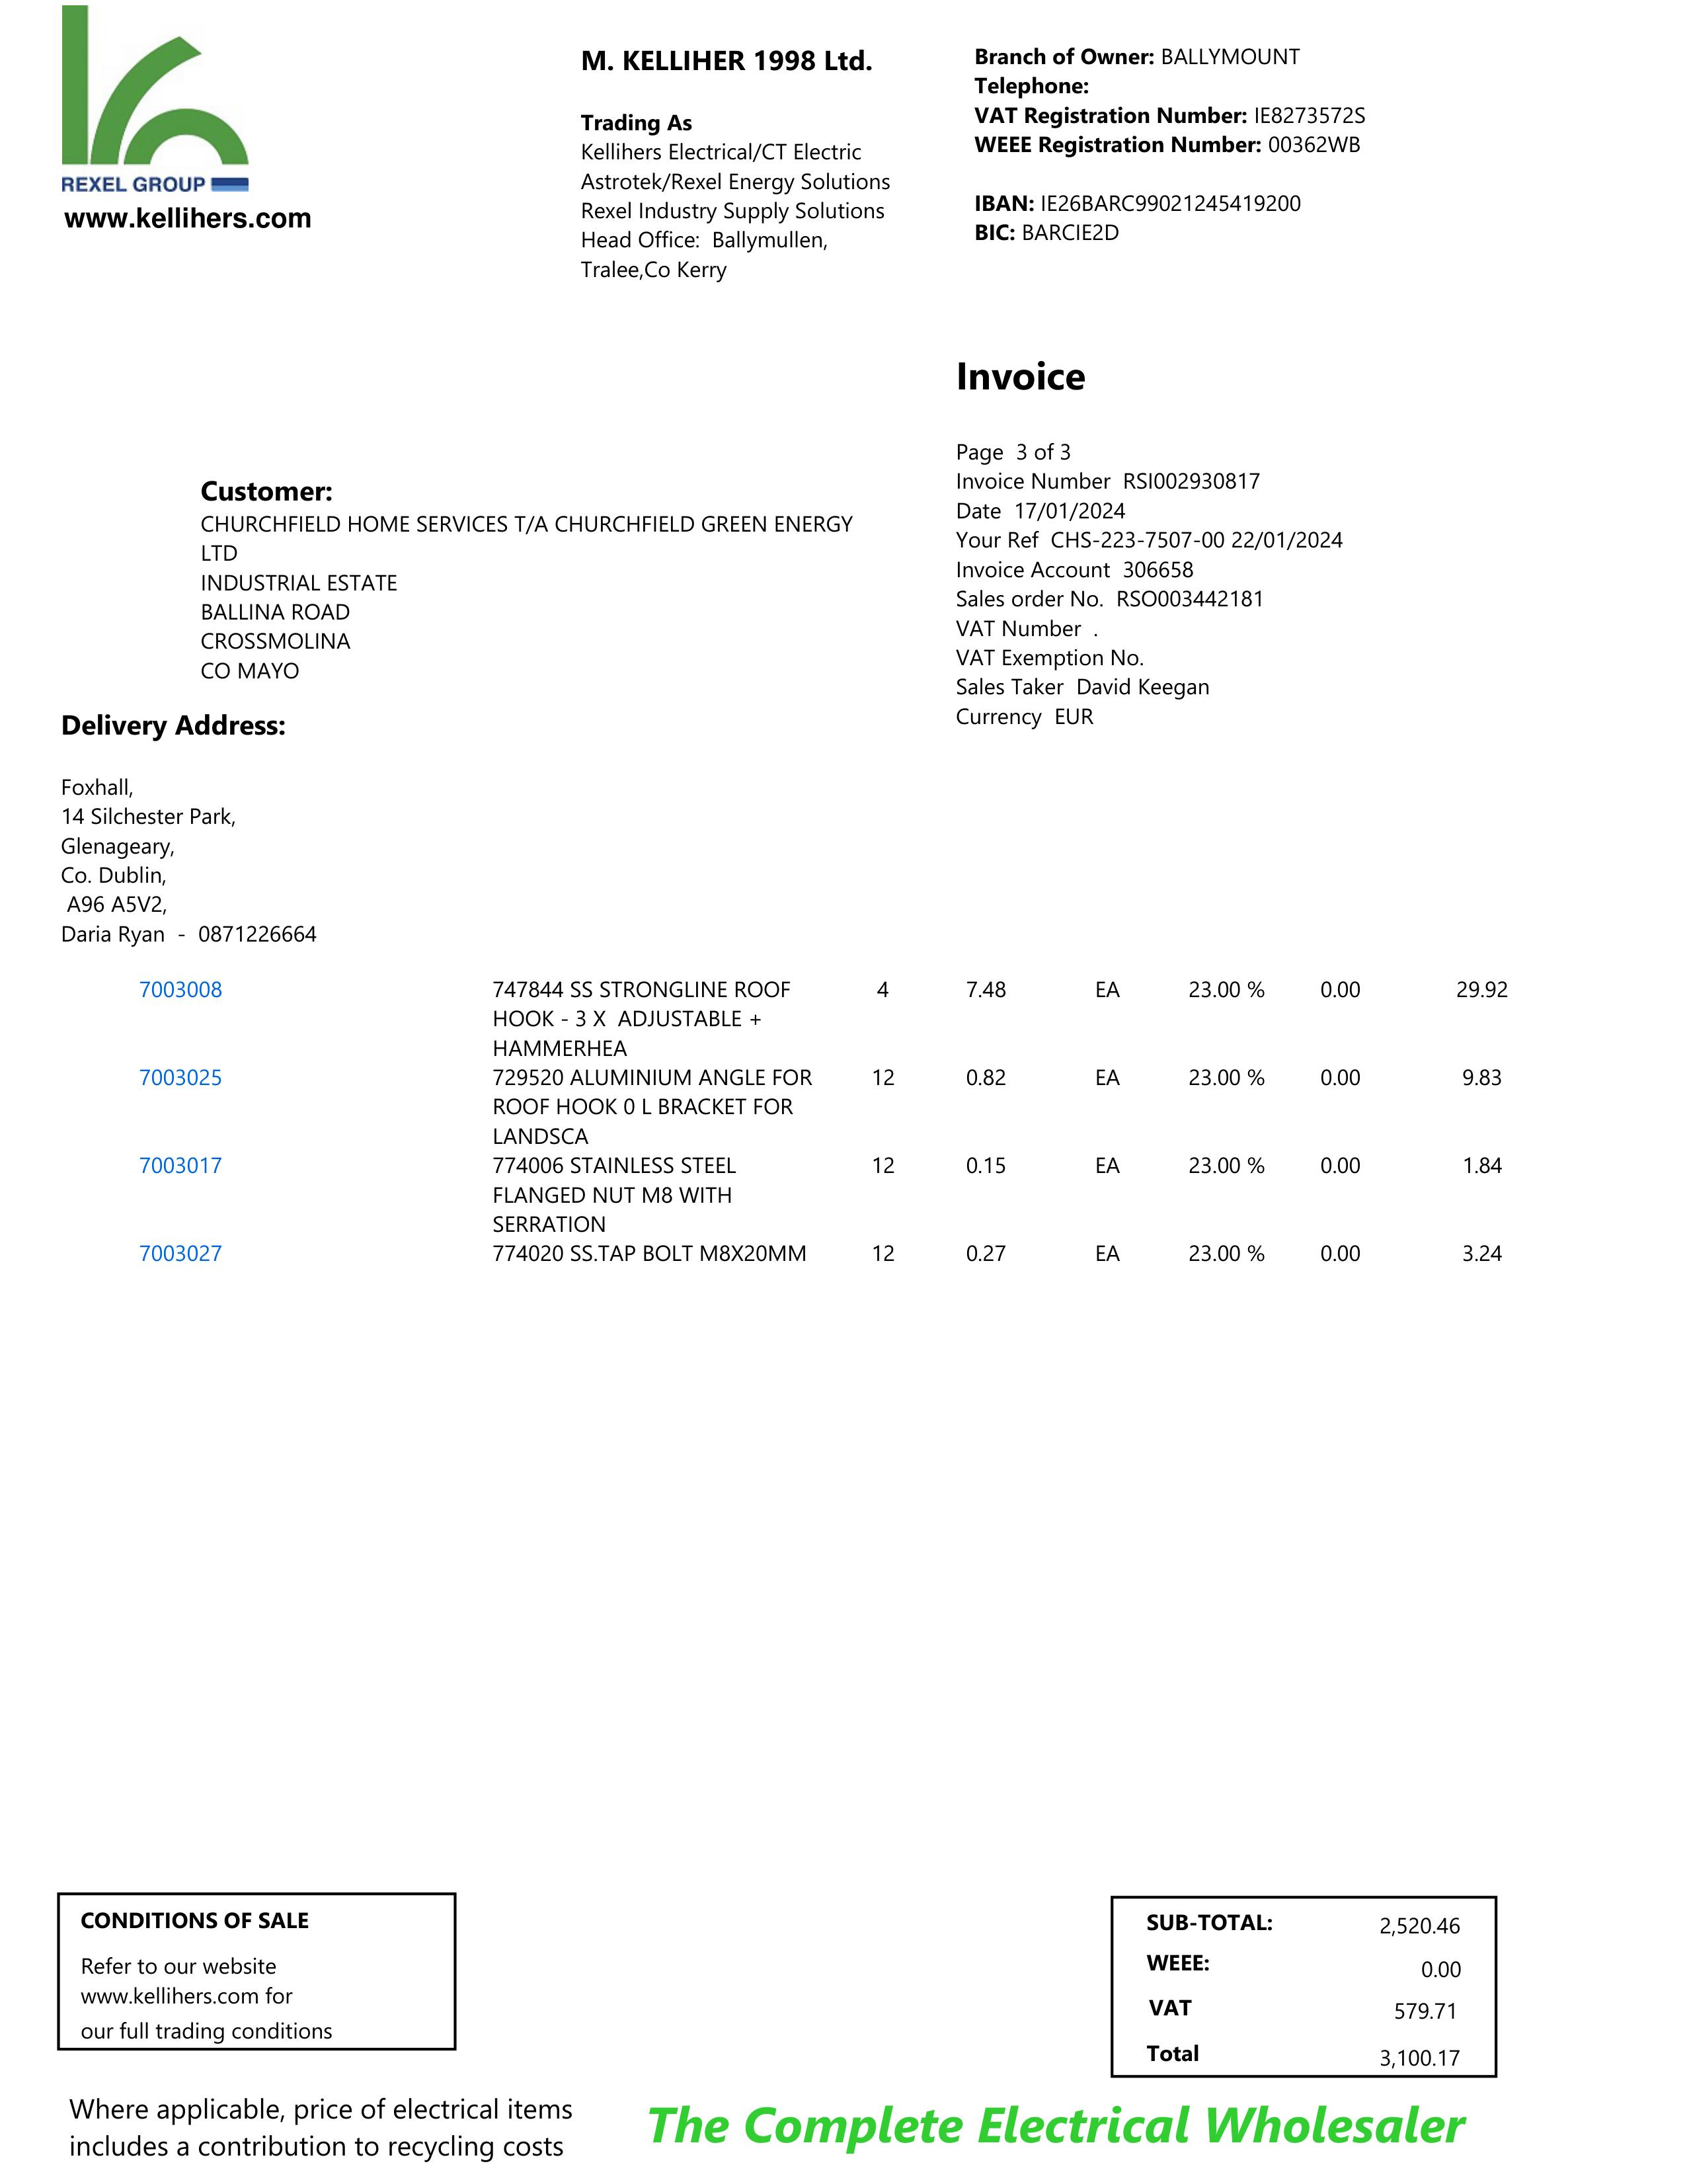 REXEL GROUP
www.kellihers.com
M. KELLIHER 1998 Ltd.
Trading As
Kellihers Electrical/CT Electric
Astrotek/Rexel Energy Solutions
Rexel Industry Supply Solutions
Head Office:  Ballymullen,
Tralee,Co Kerry
Branch of Owner: BALLYMOUNT
Telephone:
VAT Registration Number: IE8273572S
WEEE Registration Number: 00362WB
IBAN: IE26BARC99021245419200
BIC: BARCIE2D
Invoice
Page  3 of 3
Invoice Number  RSI002930817
Date  17/01/2024
Your Ref  CHS-223-7507-00 22/01/2024
Invoice Account  306658
Sales order No.  RSO003442181
VAT Number  .
VAT Exemption No.
Sales Taker  David Keegan
Currency  EUR
Customer:
CHURCHFIELD HOME SERVICES T/A CHURCHFIELD GREEN ENERGY
LTD
INDUSTRIAL ESTATE
BALLINA ROAD
CROSSMOLINA
CO MAYO
Delivery Address:
Foxhall,
14 Silchester Park,
Glenageary,
Co. Dublin,
A96 A5V2,
Daria Ryan  -  0871226664
7003008 747844 SS STRONGLINE ROOF 4 7.48 EA 23.00 % 0.00 29.92
HOOK - 3 X  ADJUSTABLE +
HAMMERHEA
7003025 729520 ALUMINIUM ANGLE FOR 12 0.82 EA 23.00 % 0.00 9.83
ROOF HOOK 0 L BRACKET FOR
LANDSCA
7003017 774006 STAINLESS STEEL 12 0.15 EA 23.00 % 0.00 1.84
FLANGED NUT M8 WITH
SERRATION
7003027 774020 SS.TAP BOLT M8X20MM 12 0.27 EA 23.00 % 0.00 3.24
CONDITIONS OF SALE
Refer to our website
www.kellihers.com for
our full trading conditions
SUB-TOTAL: 2,520.46
WEEE: 0.00
VAT 579.71
Total 3,100.17
Where applicable, price of electrical items
includes a contribution to recycling costs
The Complete Electrical Wholesaler